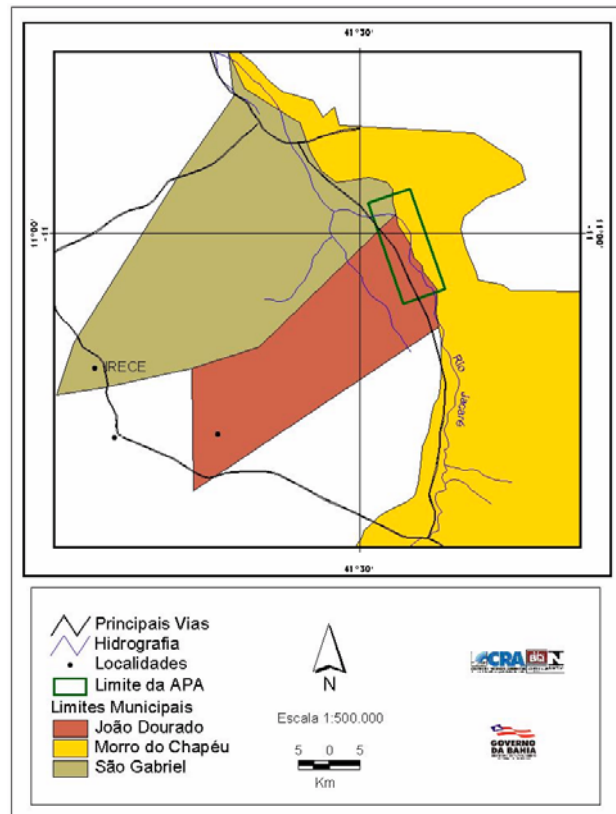 41°30'
11°00'
-11
11°00'
-11
IRECE
Rio Jacaré
41°30'
Principais Vias
Hidrografia
Localidades
Limite da APA
Limites Municipais
João Dourado
Morro do Chapéu
São Gabriel
N
Escala 1:500.000
5 0 5
Km
CRA
GOVERNO
DA BAHIA